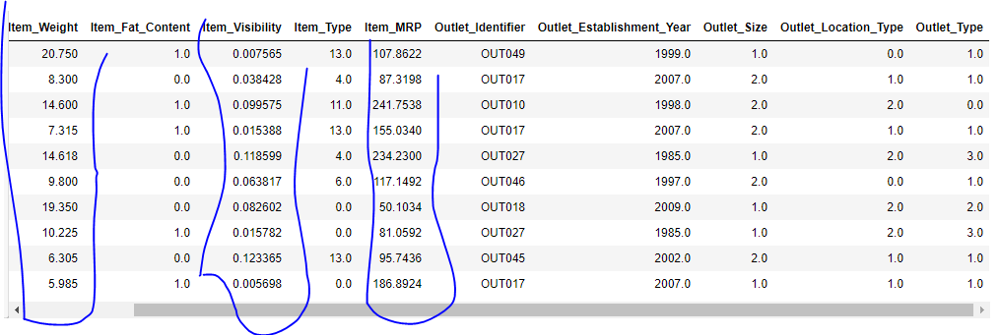 Item_Weight Item_Fat_Content Item_Visibility Item_Type Item_MRP Outlet_Identifier Outlet_Establishment_Year Outlet_Size Outlet_Location_Type Outlet_Type
20.750 1.0 0.007565 13.0 107.8622 OUT049 1999.0 1.0 0.0 1.0
8.300 0.0 0.038428 4.0 87.3198 OUT017 2007.0 2.0 1.0 1.0
14.600 1.0 0.099575 11.0 241.7538 OUT010 1998.0 2.0 2.0 0.0
7.315 1.0 0.015388 13.0 155.0340 OUT017 2007.0 2.0 1.0 1.0
14.618 0.0 0.118599 4.0 234.2300 OUT027 1985.0 1.0 2.0 3.0
9.800 0.0 0.063817 6.0 117.1492 OUT046 1997.0 2.0 0.0 1.0
19.350 0.0 0.082602 0.0 50.1034 OUT018 2009.0 1.0 2.0 2.0
10.225 1.0 0.015782 0.0 81.0592 OUT027 1985.0 1.0 2.0 3.0
6.305 0.0 0.123365 13.0 95.7436 OUT045 2002.0 2.0 1.0 1.0
5.985 1.0 0.005698 0.0 186.8924 OUT017 2007.0 1.0 1.0 1.0